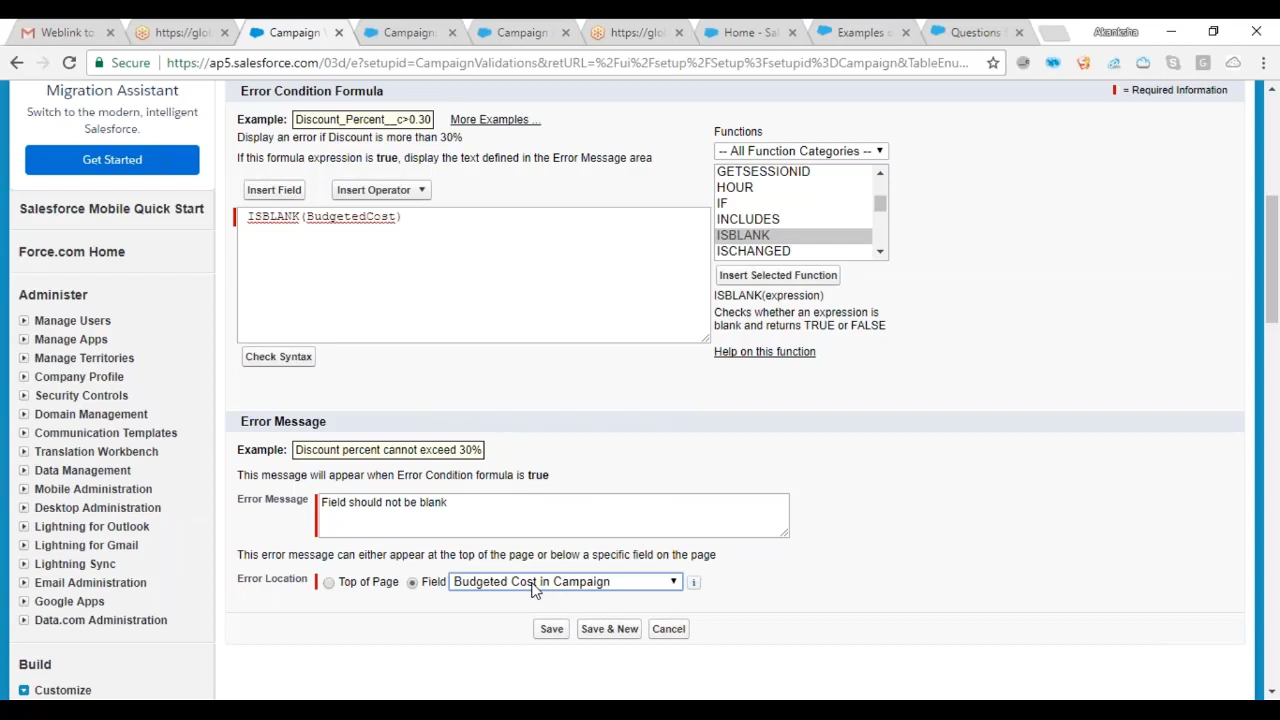 Weblink to
https://glo
Campaign
Campaign
Campaign
https://glo
Home - Sal
Examples o
Questions
Akanksha
Secure
https://ap5.salesforce.com/03d/e?setupid=CampaignValidations&retURL=%2Fui%2Fsetup%2FSetup%3Fsetupid%3DCampaign&TableEnu...
Migration Assistant
Switch to the modern, intelligent
Salesforce.
Get Started
Salesforce Mobile Quick Start
Force.com Home
Administer
Manage Users
Manage Apps
Manage Territories
Company Profile
Security Controls
Domain Management
Communication Templates
Translation Workbench
Data Management
Mobile Administration
Desktop Administration
Lightning for Outlook
Lightning for Gmail
Lightning Sync
Email Administration
Google Apps
Data.com Administration
Build
Customize
Error Condition Formula
= Required Information
Example: Discount_Percent__c>0.30 More Examples ...
Display an error if Discount is more than 30%
If this formula expression is true, display the text defined in the Error Message area
Insert Field
Insert Operator
ISBLANK(BudgetedCost)
Check Syntax
Functions
-- All Function Categories --
GETSESSIONID
HOUR
IF
INCLUDES
ISBLANK
ISCHANGED
Insert Selected Function
ISBLANK(expression)
Checks whether an expression is
blank and returns TRUE or FALSE
Help on this function
Error Message
Example: Discount percent cannot exceed 30%
This message will appear when Error Condition formula is true
Error Message
Field should not be blank
This error message can either appear at the top of the page or below a specific field on the page
Error Location
Top of Page
Field
Budgeted Cost in Campaign
i
Save
Save & New
Cancel